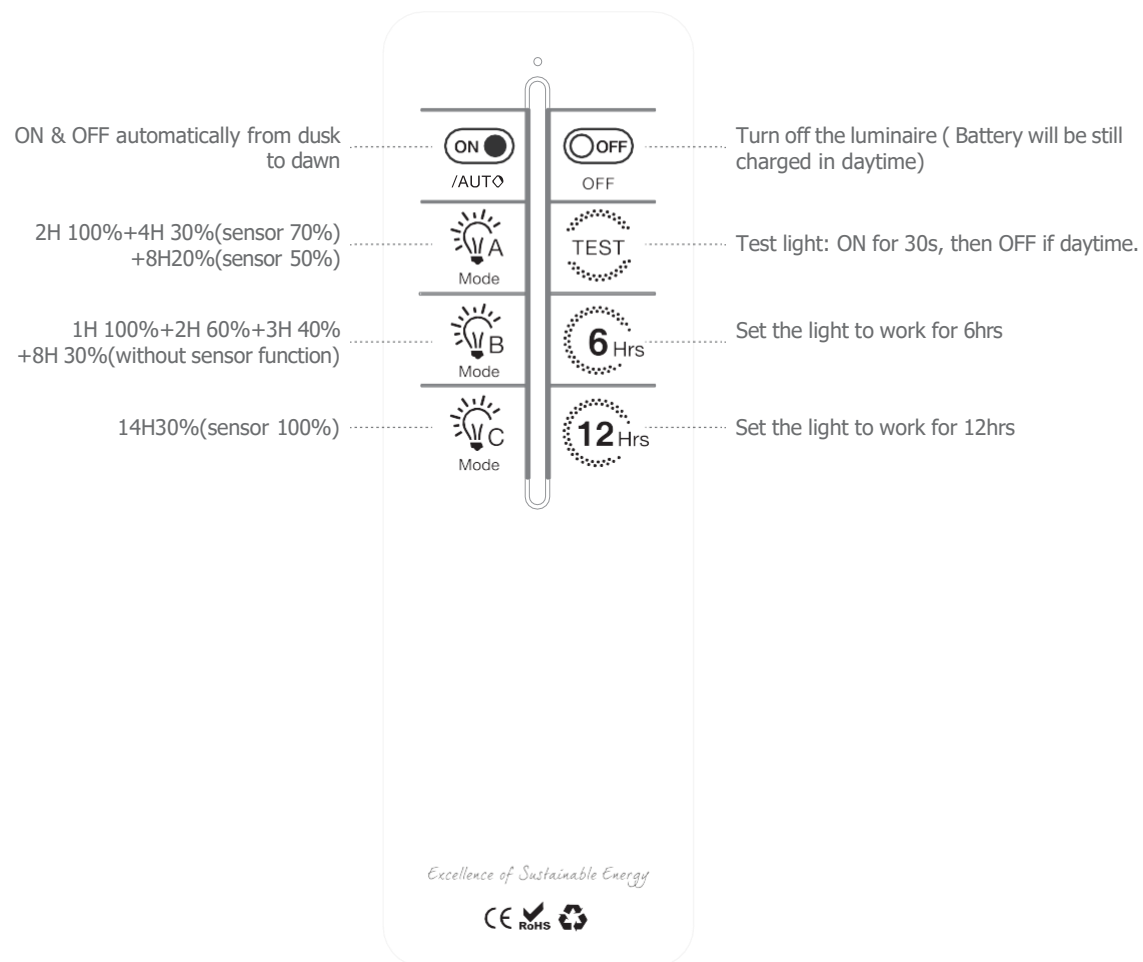 ON & OFF automatically from dusk
to dawn
ON
/AUTO
OFF
OFF
Turn off the luminaire ( Battery will be still
charged in daytime)
2H 100%+4H 30%(sensor 70%)
+8H20%(sensor 50%)
A
Mode
TEST
Test light: ON for 30s, then OFF if daytime.
1H 100%+2H 60%+3H 40%
+8H 30%(without sensor function)
B
Mode
6 Hrs
Set the light to work for 6hrs
14H30%(sensor 100%)
C
Mode
12 Hrs
Set the light to work for 12hrs
Excellence of Sustainable Energy
CE RoHS